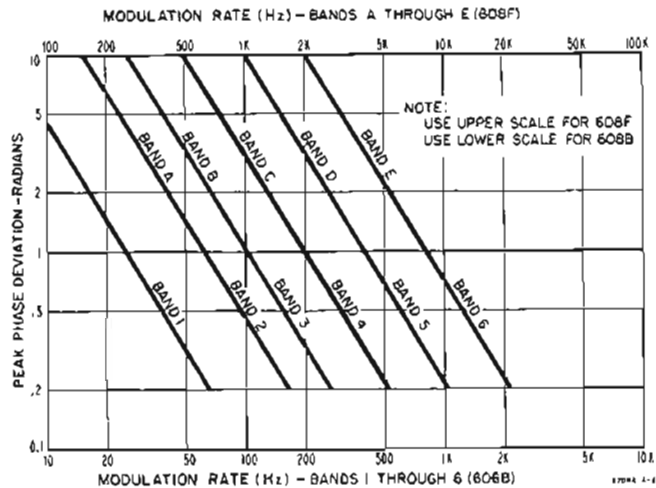 MODULATION RATE (Hz) – BANDS A THROUGH E (608F)
100 200 500 1K 2K 5K 10K 50K 100K
10
5
2
1
.5
.2
0.1
PEAK PHASE DEVIATION – RADIANS
NOTE:
USE UPPER SCALE FOR 608F
USE LOWER SCALE FOR 608B
BAND A
BAND B
BAND C
BAND D
BAND E
BAND 1
BAND 2
BAND 3
BAND 4
BAND 5
BAND 6
10 20 50 100 200 500 1K 2K 5K 10K
MODULATION RATE (Hz) – BANDS 1 THROUGH 6 (606B)